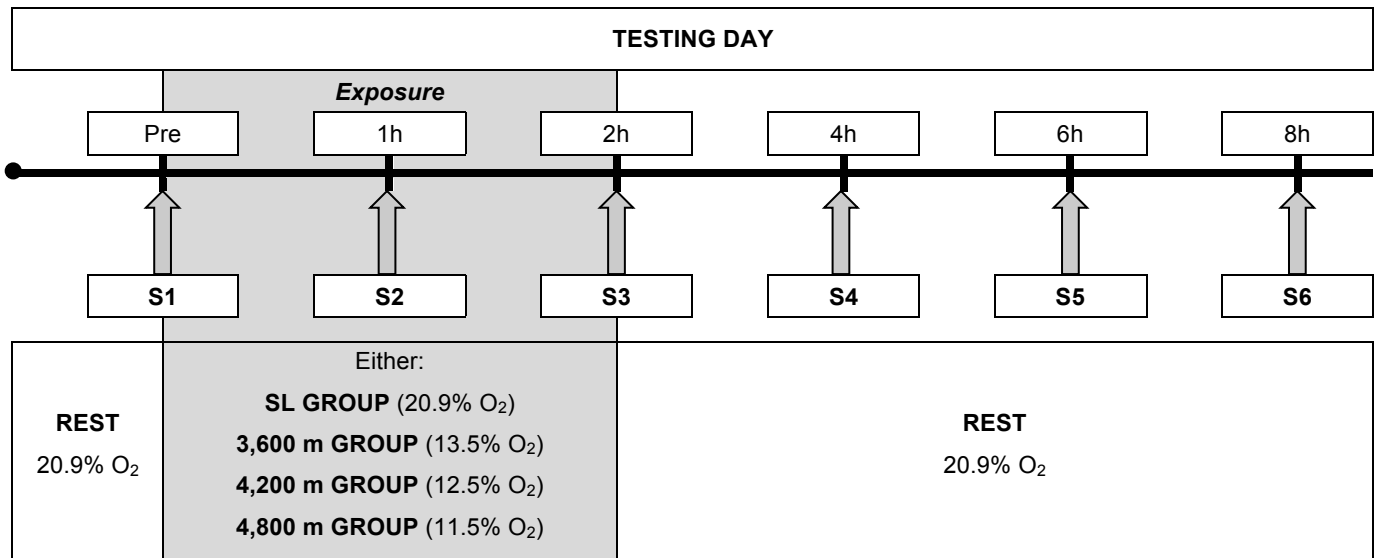 TESTING DAY
Exposure
Pre
1h
2h
4h
6h
8h
S1
S2
S3
S4
S5
S6
REST
20.9% O₂
Either:
SL GROUP (20.9% O₂)
3,600 m GROUP (13.5% O₂)
4,200 m GROUP (12.5% O₂)
4,800 m GROUP (11.5% O₂)
REST
20.9% O₂